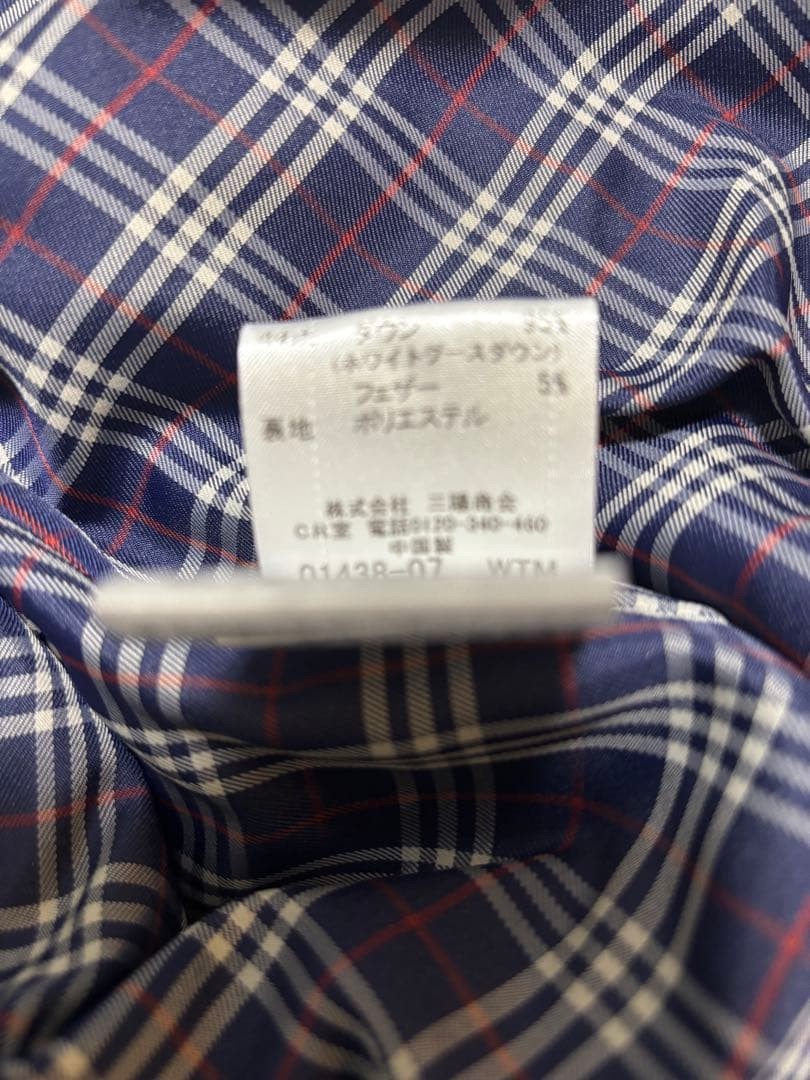 ダウン
(ホワイトグースダウン)
フェザー 5%
裏地 ポリエステル
株式会社 三陽商会
CR室 電話0120-340-460
中国製
01438-07 WTM